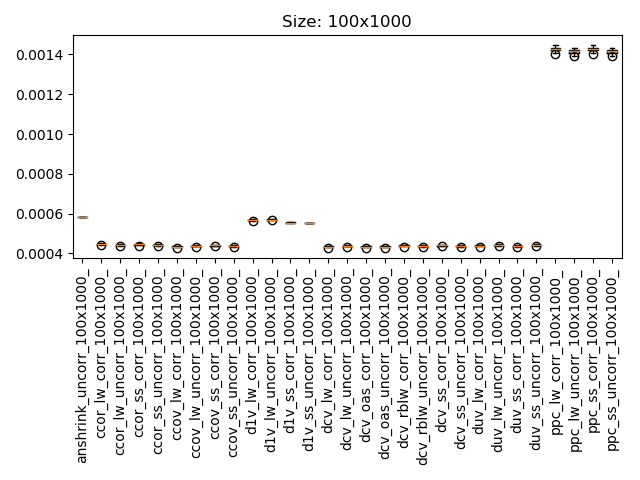 Size: 100x1000
0.0014
0.0012
0.0010
0.0008
0.0006
0.0004
anshrink_uncorr_100x1000_
ccor_lw_corr_100x1000_
ccor_lw_uncorr_100x1000_
ccor_ss_corr_100x1000_
ccor_ss_uncorr_100x1000_
ccov_lw_corr_100x1000_
ccov_lw_uncorr_100x1000_
ccov_ss_corr_100x1000_
ccov_ss_uncorr_100x1000_
d1v_lw_corr_100x1000_
d1v_lw_uncorr_100x1000_
d1v_ss_corr_100x1000_
d1v_ss_uncorr_100x1000_
dcv_lw_corr_100x1000_
dcv_lw_uncorr_100x1000_
dcv_oas_corr_100x1000_
dcv_oas_uncorr_100x1000_
dcv_rblw_corr_100x1000_
dcv_rblw_uncorr_100x1000_
dcv_ss_corr_100x1000_
dcv_ss_uncorr_100x1000_
duv_lw_corr_100x1000_
duv_lw_uncorr_100x1000_
duv_ss_corr_100x1000_
duv_ss_uncorr_100x1000_
ppc_lw_corr_100x1000_
ppc_lw_uncorr_100x1000_
ppc_ss_corr_100x1000_
ppc_ss_uncorr_100x1000_